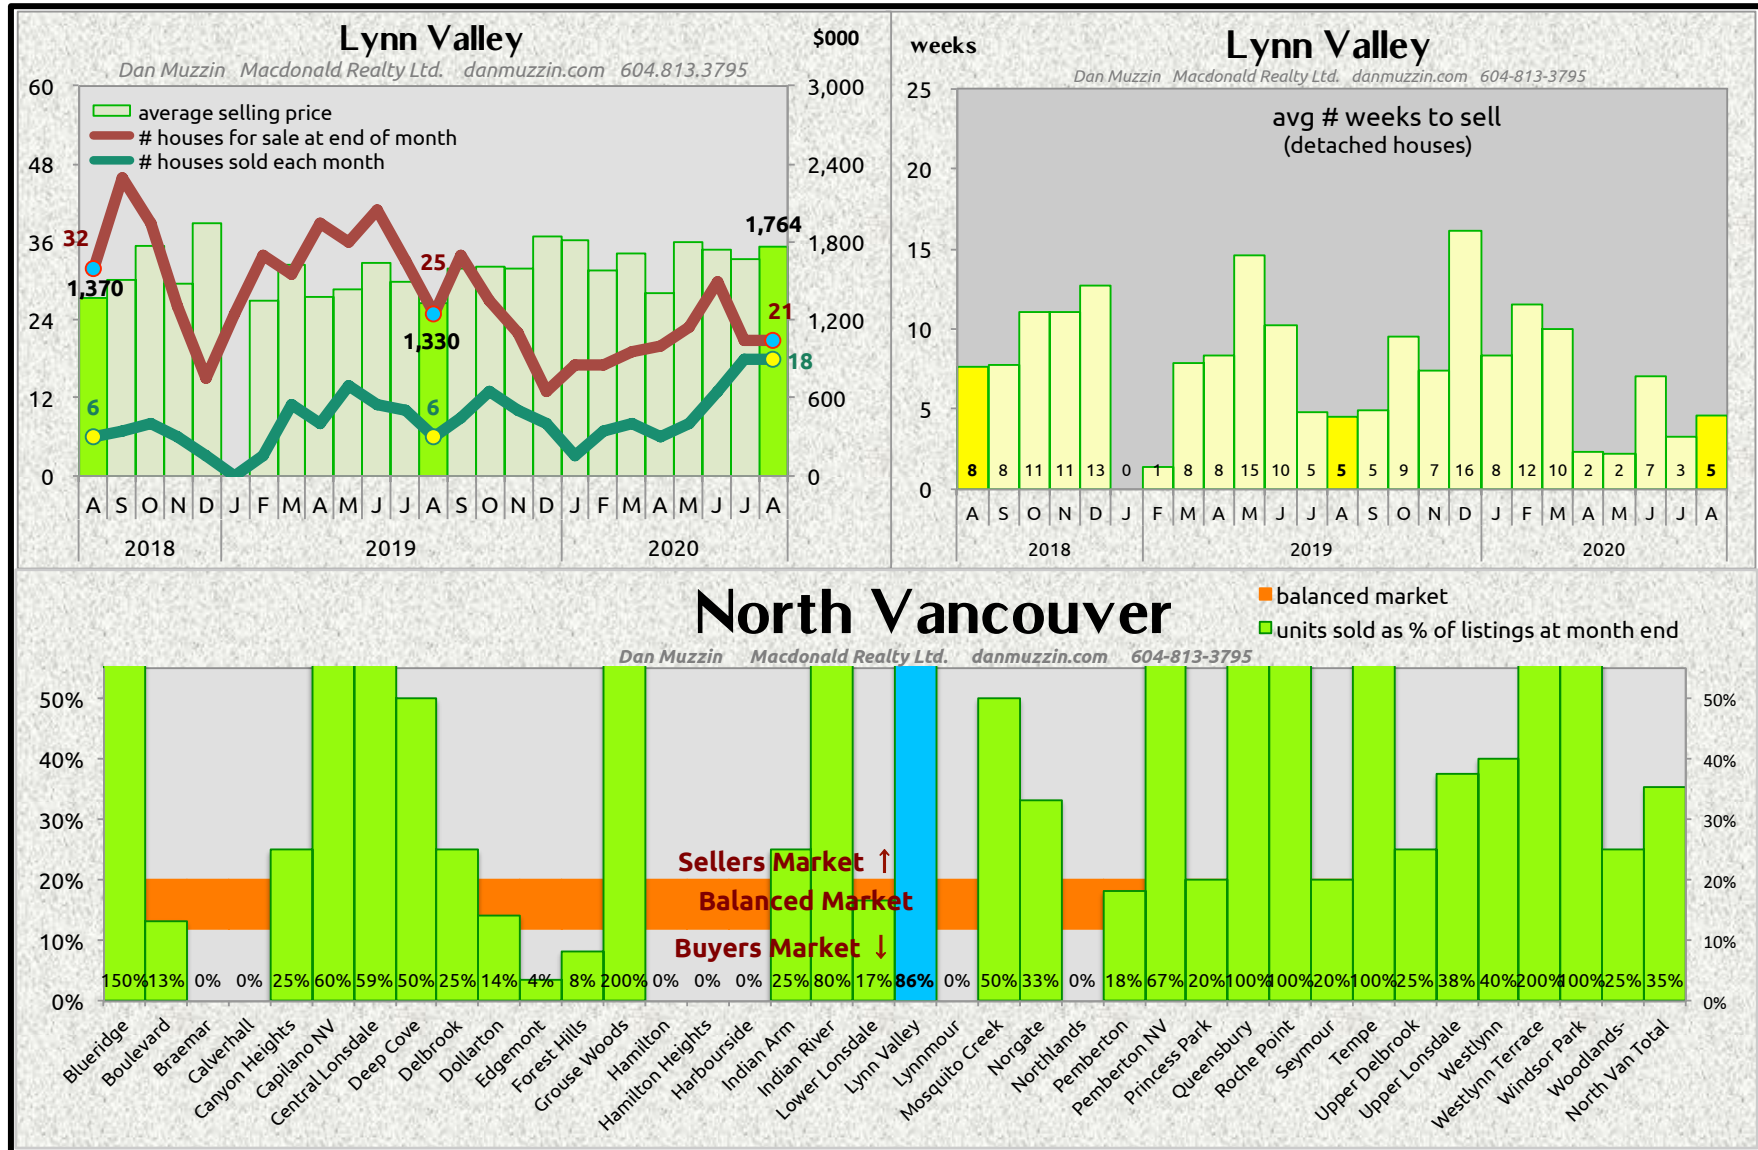 Lynn Valley
$000
Dan Muzzin Macdonald Realty Ltd. danmuzzin.com 604.813.3795
60
3,000
average selling price
# houses for sale at end of month
# houses sold each month
48
2,400
1,764
32
36
1,800
25
1,370
21
24
1,200
1,330
18
6
6
12
600
0
0
A S O N D J F M A M J J A S O N D J F M A M J J A
2018 2019 2020
weeks
Lynn Valley
Dan Muzzin Macdonald Realty Ltd. danmuzzin.com 604-813-3795
25
avg # weeks to sell
(detached houses)
20
15
10
5
8 8 11 11 13 0 1 8 8 15 10 5 5 5 9 7 16 8 12 10 2 2 7 3 5
0
A S O N D J F M A M J J A S O N D J F M A M J J A
2018 2019 2020
North Vancouver
balanced market
units sold as % of listings at month end
Dan Muzzin Macdonald Realty Ltd. danmuzzin.com 604-813-3795
50% 50%
40% 40%
30% 30%
Sellers Market ↑
20% 20%
Balanced Market
Buyers Market ↓
10% 10%
150% 13% 0% 0% 25% 60% 59% 50% 25% 14% 4% 8% 200% 0% 0% 0% 25% 80% 17% 86% 0% 50% 33% 0% 18% 67% 20% 100% 100% 20% 100% 25% 38% 40% 200% 100% 25% 35%
0% 0%
Blueridge
Boulevard
Braemar
Calverhall
Canyon Heights
Capilano NV
Central Lonsdale
Deep Cove
Delbrook
Dollarton
Edgemont
Forest Hills
Grouse Woods
Hamilton
Hamilton Heights
Harbourside
Indian Arm
Indian River
Lower Lonsdale
Lynn Valley
Lynnmour
Mosquito Creek
Norgate
Northlands
Pemberton
Pemberton NV
Princess Park
Queensbury
Roche Point
Seymour
Tempe
Upper Delbrook
Upper Lonsdale
Westlynn
Westlynn Terrace
Windsor Park
Woodlands-
North Van Total